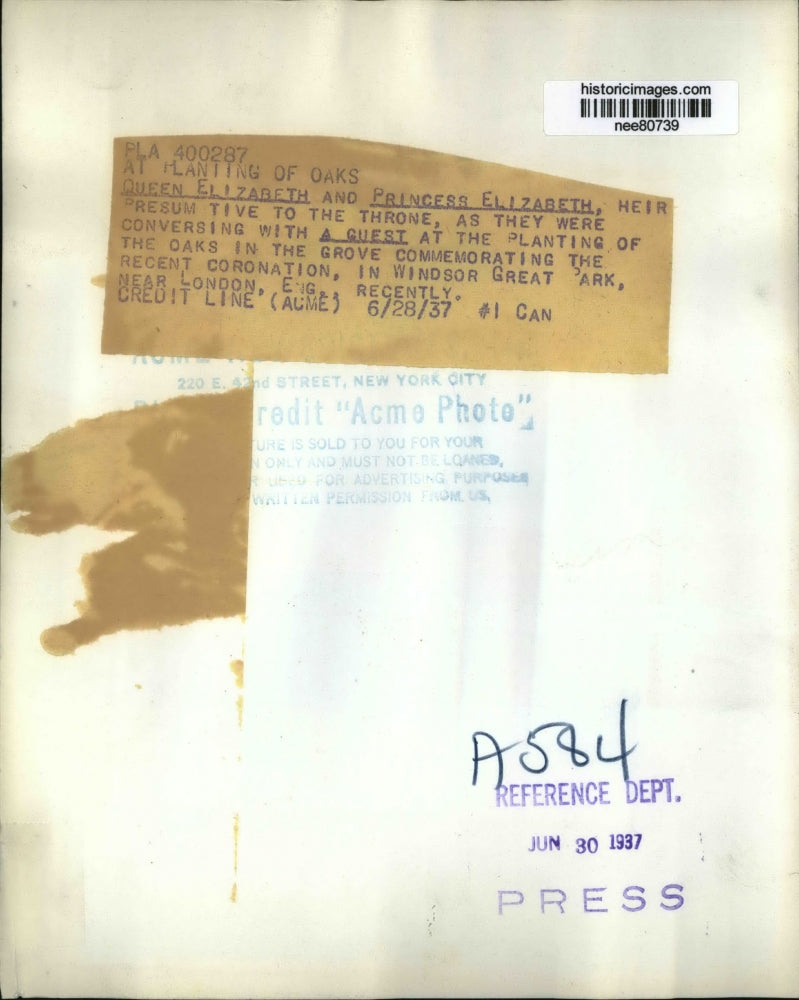 historicimages.com
nee80739
PLA 400287
AT PLANTING OF OAKS
QUEEN ELIZABETH AND PRINCESS ELIZABETH, HEIR
PRESUM TIVE TO THE THRONE, AS THEY WERE
CONVERSING WITH A GUEST AT THE PLANTING OF
THE OAKS IN THE GROVE COMMEMORATING THE
RECENT CORONATION, IN WINDSOR GREAT PARK,
NEAR LONDON, ENG., RECENTLY.
CREDIT LINE (ACME) 6/28/37 #1 CAN
ACME
220 E. 42nd STREET, NEW YORK CITY
redit "Acme Photo"
TURE IS SOLD TO YOU FOR YOUR
N ONLY AND MUST NOT BE LOANED,
R USED FOR ADVERTISING PURPOSES
WRITTEN PERMISSION FROM US.
A584
REFERENCE DEPT.
JUN 30 1937
PRESS